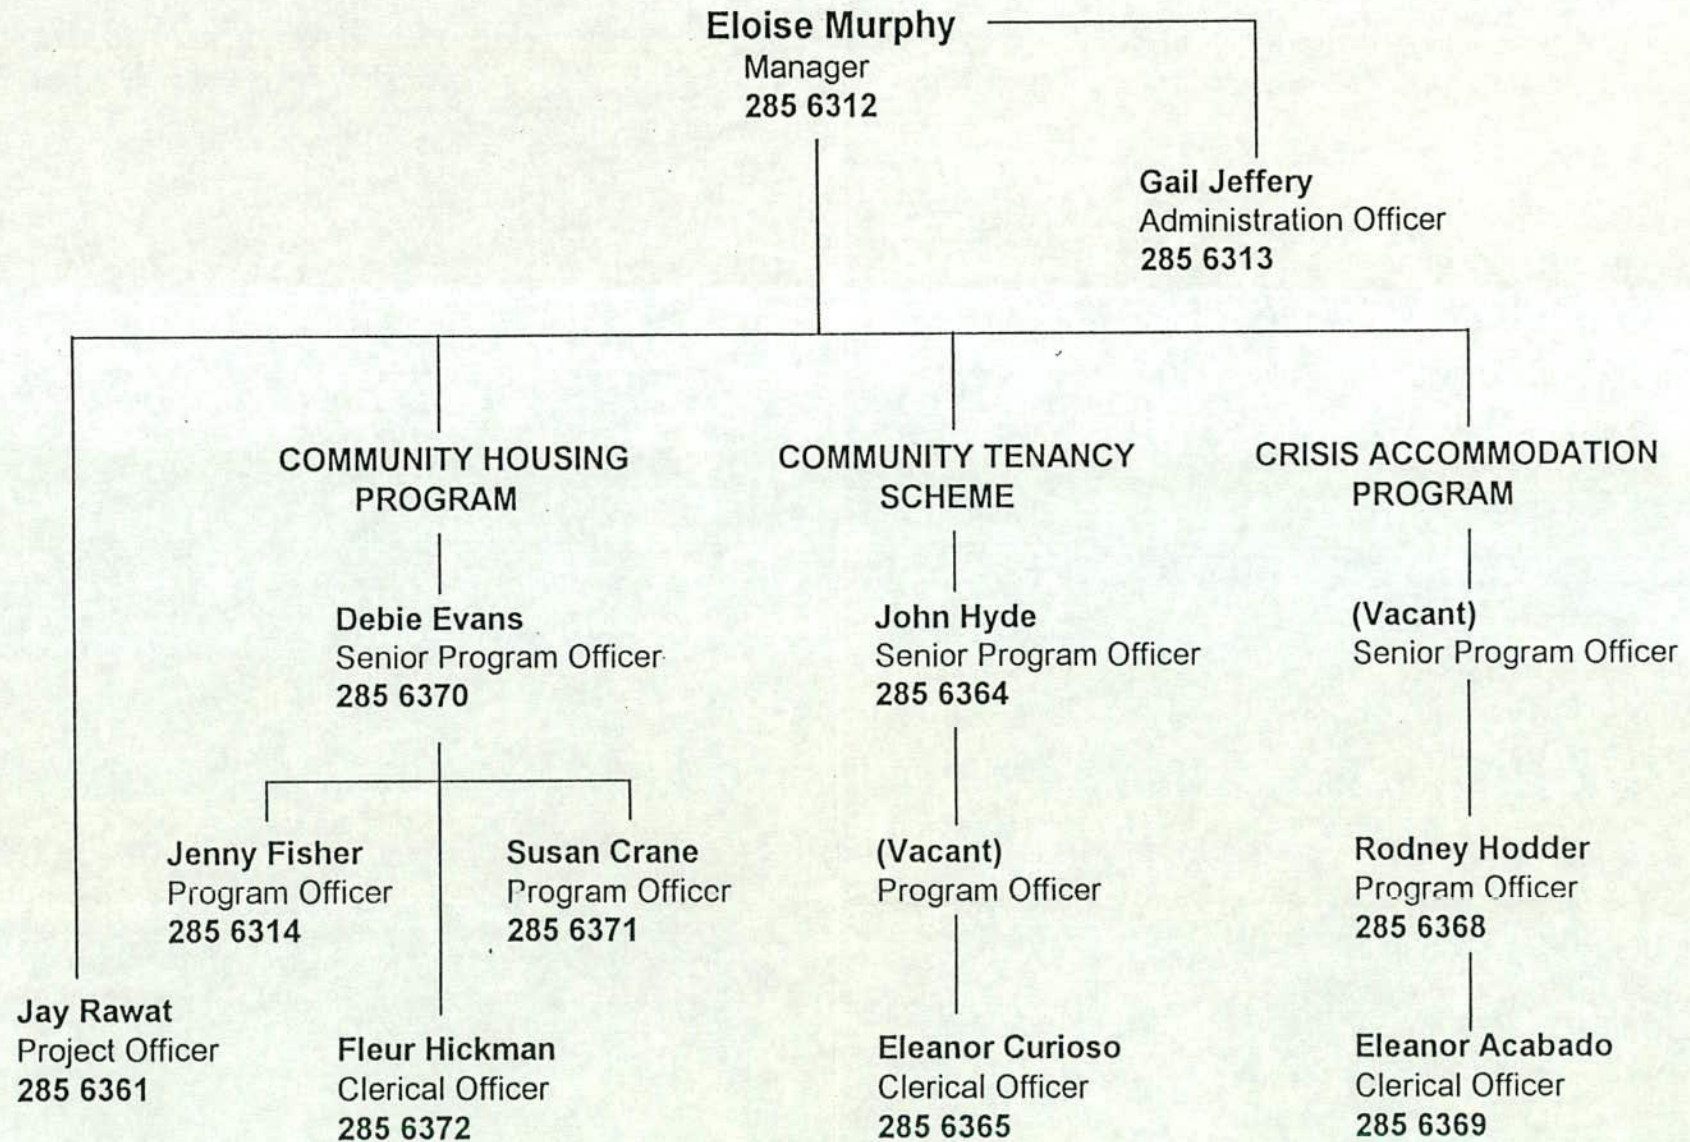 Eloise Murphy
Manager
285 6312
Gail Jeffery
Administration Officer
285 6313
COMMUNITY HOUSING
PROGRAM
COMMUNITY TENANCY
SCHEME
CRISIS ACCOMMODATION
PROGRAM
Debie Evans
Senior Program Officer
285 6370
John Hyde
Senior Program Officer
285 6364
(Vacant)
Senior Program Officer
Jenny Fisher
Program Officer
285 6314
Susan Crane
Program Officer
285 6371
(Vacant)
Program Officer
Rodney Hodder
Program Officer
285 6368
Jay Rawat
Project Officer
285 6361
Fleur Hickman
Clerical Officer
285 6372
Eleanor Curioso
Clerical Officer
285 6365
Eleanor Acabado
Clerical Officer
285 6369